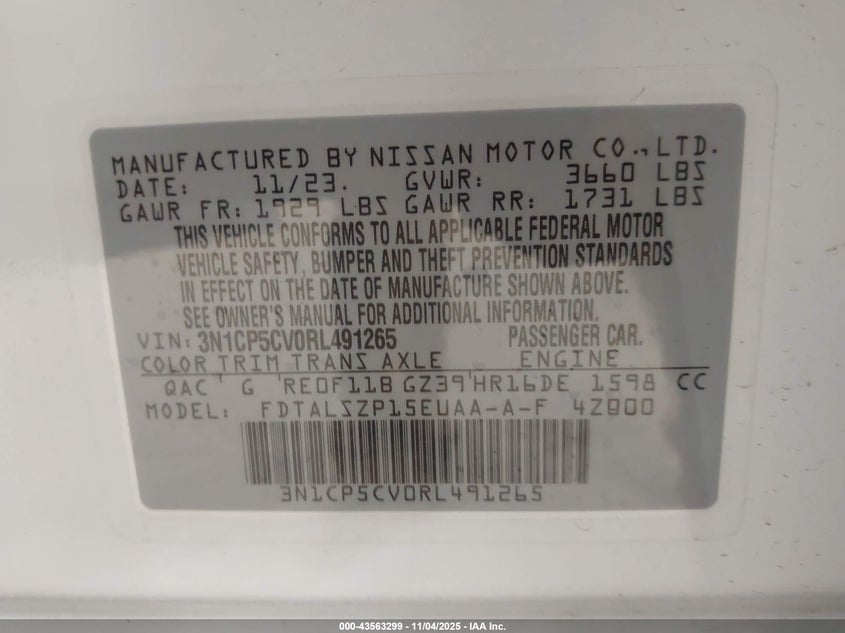 MANUFACTURED BY NISSAN MOTOR CO., LTD.
DATE: 11/23. GVWR: 3660 LBS
GAWR FR: 1929 LBS GAWR RR: 1731 LBS
THIS VEHICLE CONFORMS TO ALL APPLICABLE FEDERAL MOTOR
VEHICLE SAFETY, BUMPER AND THEFT PREVENTION STANDARDS
IN EFFECT ON THE DATE OF MANUFACTURE SHOWN ABOVE.
SEE OWNER'S MANUAL FOR ADDITIONAL INFORMATION.
VIN: 3N1CP5CV0RL491265 PASSENGER CAR.
COLOR TRIM TRANS AXLE ENGINE
QAC G RE0F11B GZ39 HR16DE 1598 CC
MODEL: FDTALSZP15EUAA-A-F 4Z000
3N1CP5CV0RL491265
000-43563299 - 11/04/2025 - IAA Inc.